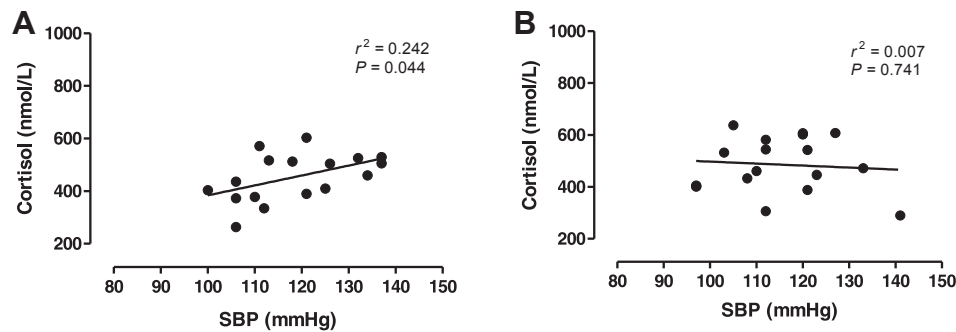 A
r² = 0.242
P = 0.044
Cortisol (nmol/L)
1000
800
600
400
200
80 90 100 110 120 130 140 150
SBP (mmHg)
B
r² = 0.007
P = 0.741
Cortisol (nmol/L)
1000
800
600
400
200
80 90 100 110 120 130 140 150
SBP (mmHg)